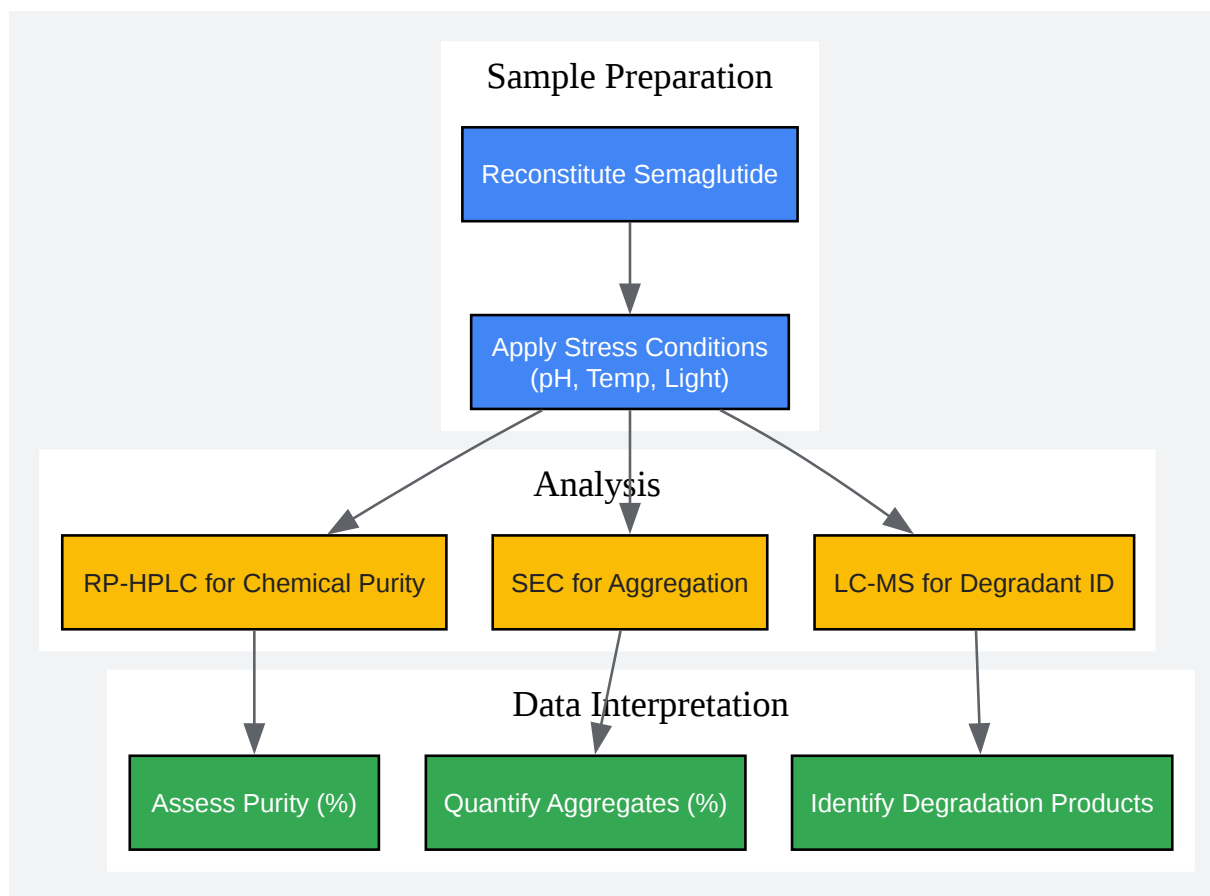 Sample Preparation
Reconstitute Semaglutide
Apply Stress Conditions
(pH, Temp, Light)
Analysis
RP-HPLC for Chemical Purity
SEC for Aggregation
LC-MS for Degradant ID
Data Interpretation
Assess Purity (%)
Quantify Aggregates (%)
Identify Degradation Products